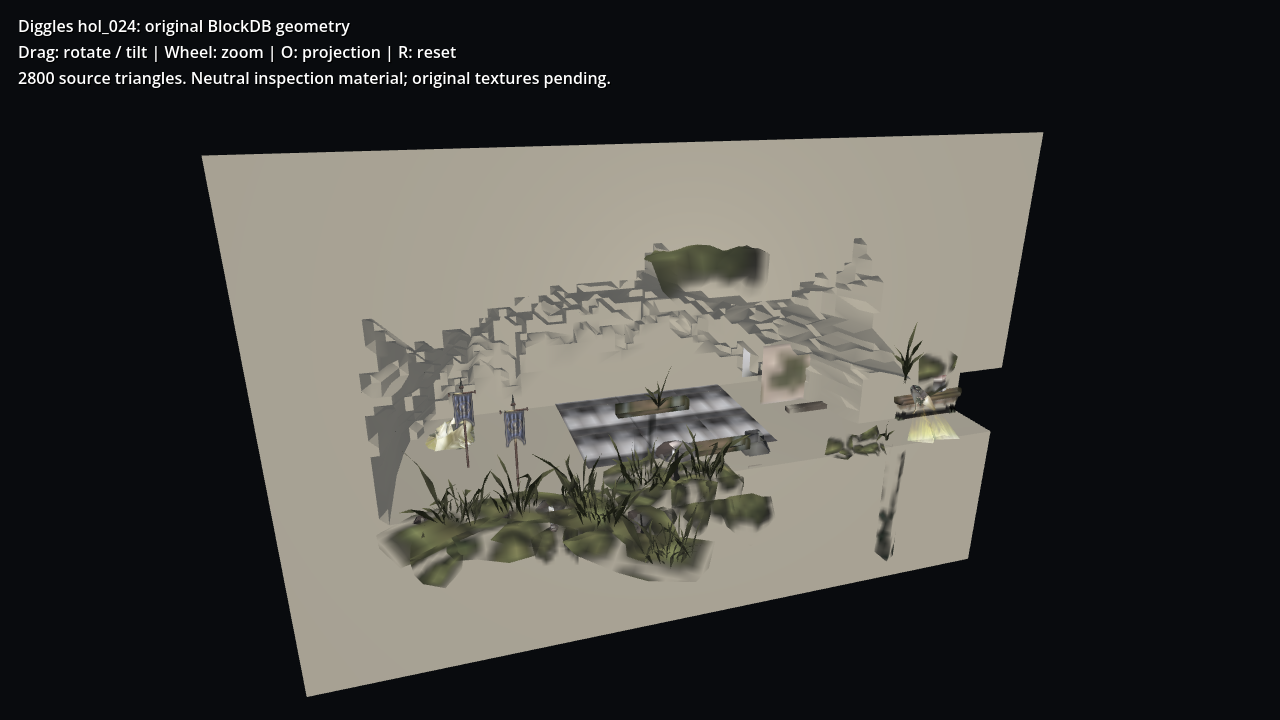 Diggles hol_024: original BlockDB geometry
Drag: rotate / tilt | Wheel: zoom | O: projection | R: reset
2800 source triangles. Neutral inspection material; original textures pending.